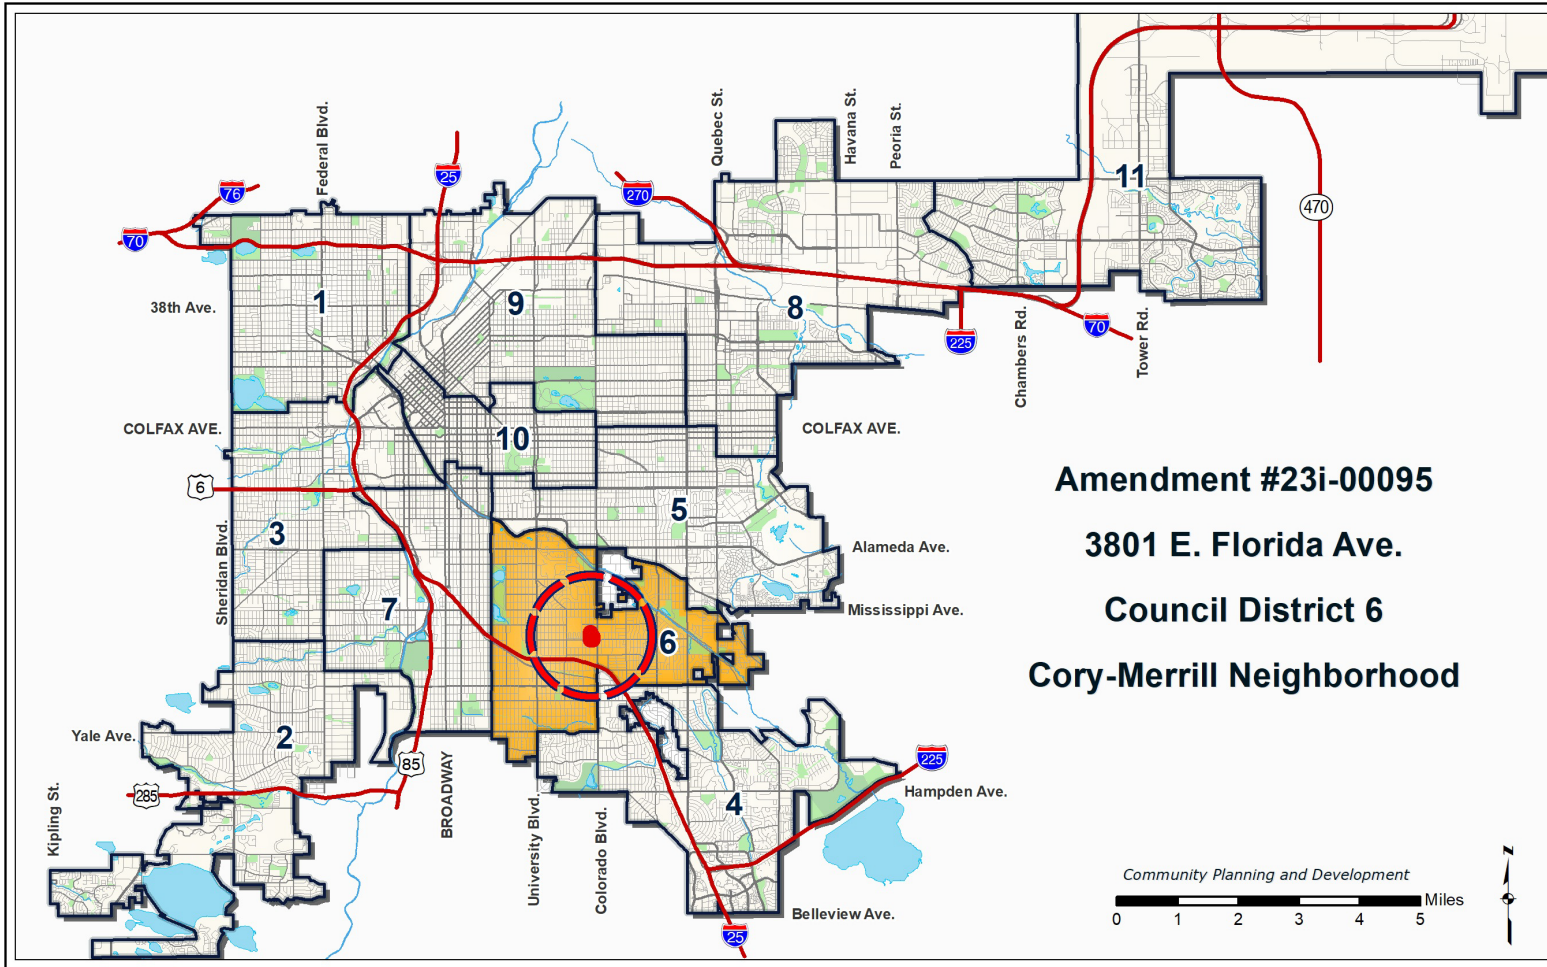 Federal Blvd.
Quebec St.
Havana St.
Peoria St.
76
25
270
70
11
470
38th Ave.
1
9
8
225
70
Chambers Rd.
Tower Rd.
COLFAX AVE.
10
COLFAX AVE.
6
3
5
Sheridan Blvd.
Alameda Ave.
7
Mississippi Ave.
6
Amendment #23i-00095
3801 E. Florida Ave.
Council District 6
Cory-Merrill Neighborhood
Yale Ave.
2
85
BROADWAY
225
285
Hampden Ave.
4
Kipling St.
University Blvd.
Colorado Blvd.
Belleview Ave.
25
Community Planning and Development
Miles
0 1 2 3 4 5
Z